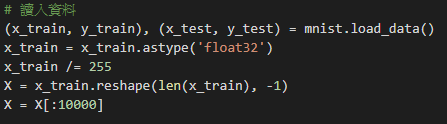 # 讀入資料
(x_train, y_train), (x_test, y_test) = mnist.load_data()
x_train = x_train.astype('float32')
x_train /= 255
X = x_train.reshape(len(x_train), -1)
X = X[:10000]